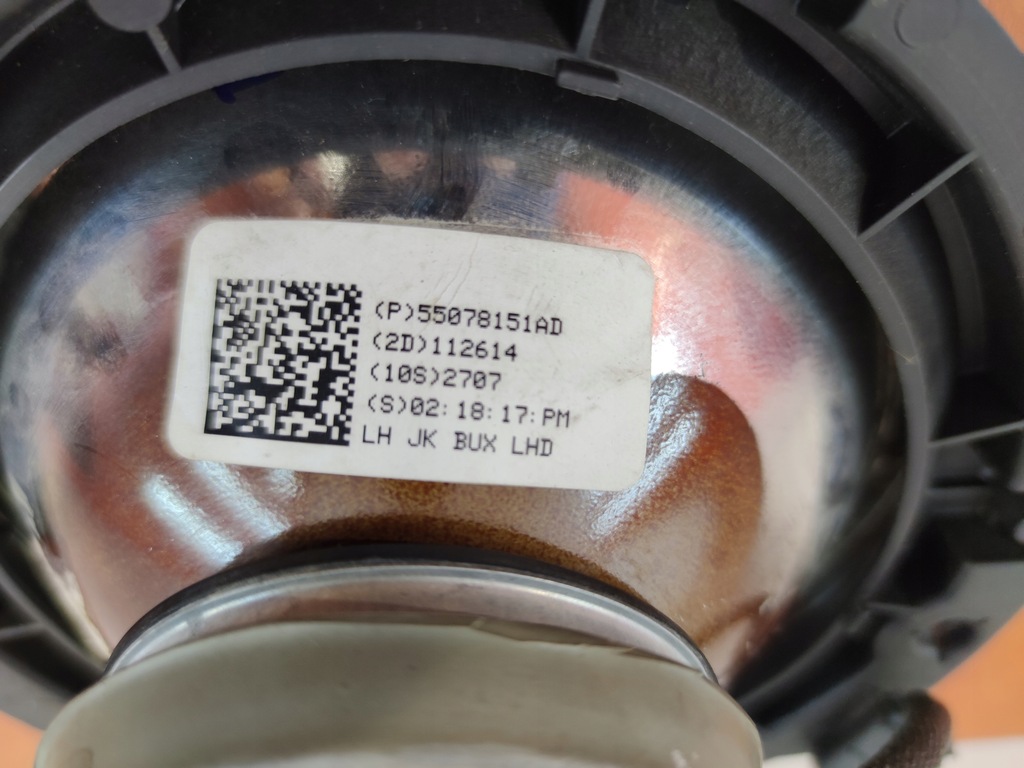 (P)55078151AD
(2D)112614
(10S)2707
(S)02:18:17:PM
LH JK BUX LHD